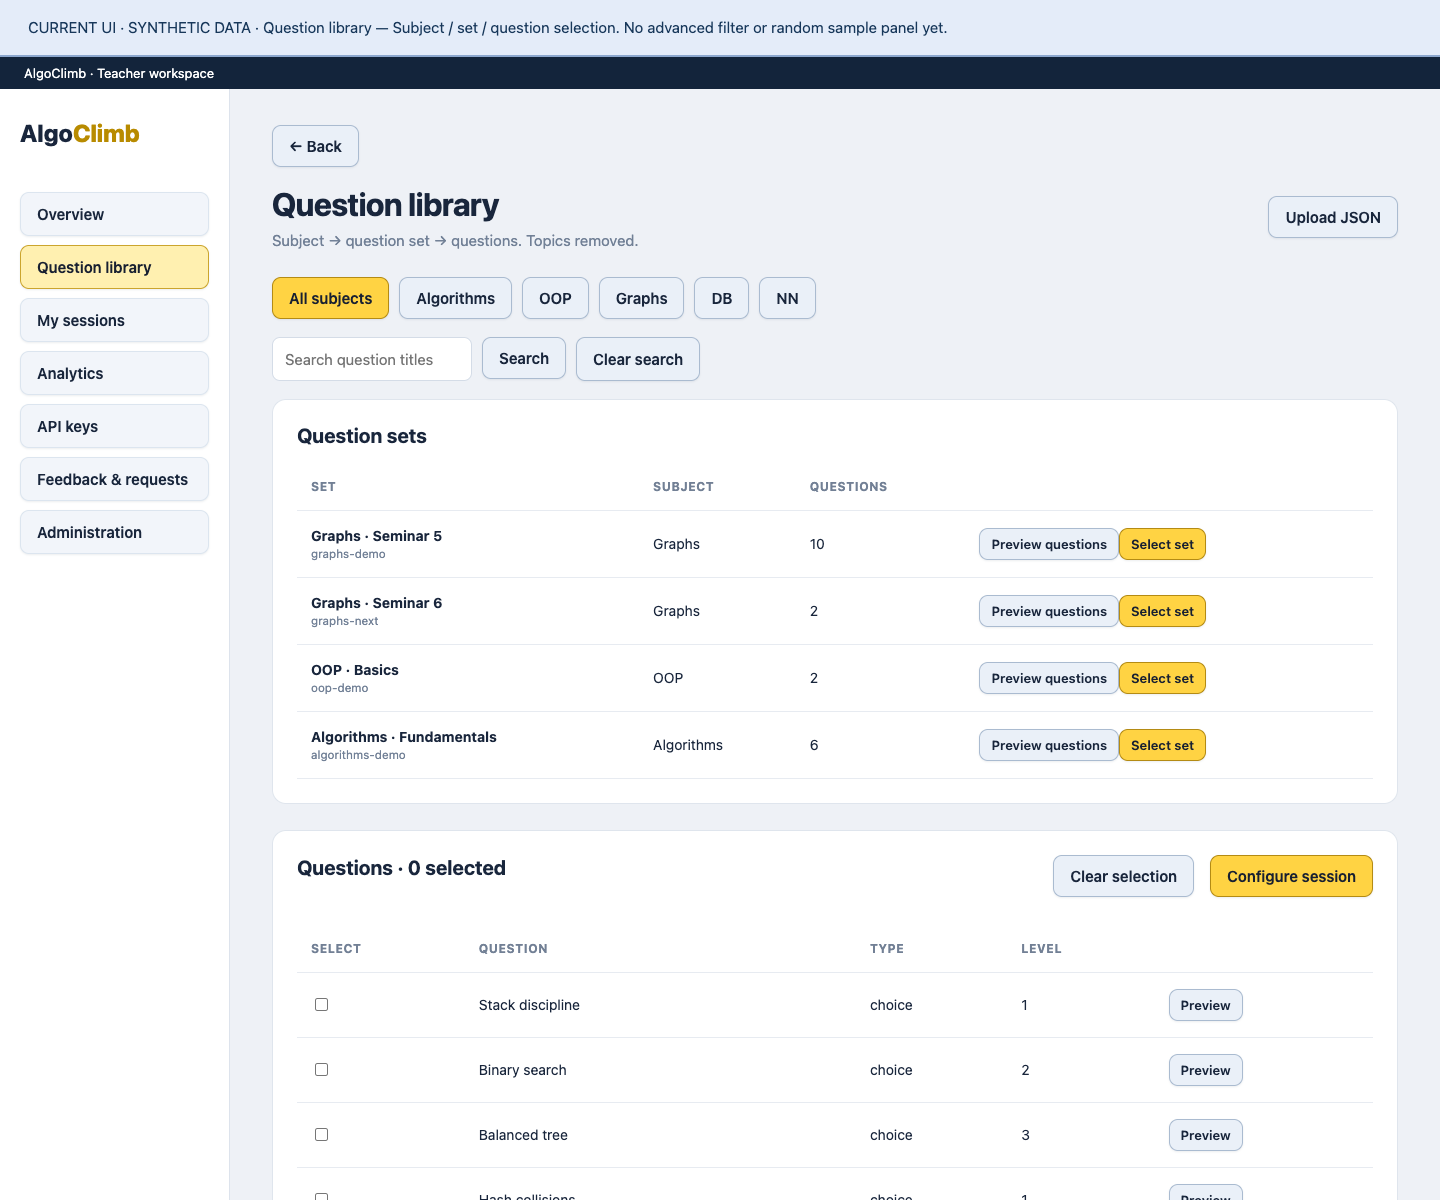 CURRENT UI · SYNTHETIC DATA · Question library — Subject / set / question selection. No advanced filter or random sample panel yet.
AlgoClimb · Teacher workspace
AlgoClimb
Overview
Question library
My sessions
Analytics
API keys
Feedback & requests
Administration
← Back
Question library
Upload JSON
Subject → question set → questions. Topics removed.
All subjects Algorithms OOP Graphs DB NN
Search question titles Search Clear search
Question sets
SET SUBJECT QUESTIONS
Graphs · Seminar 5
graphs-demo
Graphs 10 Preview questions Select set
Graphs · Seminar 6
graphs-next
Graphs 2 Preview questions Select set
OOP · Basics
oop-demo
OOP 2 Preview questions Select set
Algorithms · Fundamentals
algorithms-demo
Algorithms 6 Preview questions Select set
Questions · 0 selected
Clear selection Configure session
SELECT QUESTION TYPE LEVEL
Stack discipline choice 1 Preview
Binary search choice 2 Preview
Balanced tree choice 3 Preview
Hash collisions choice 1 Preview